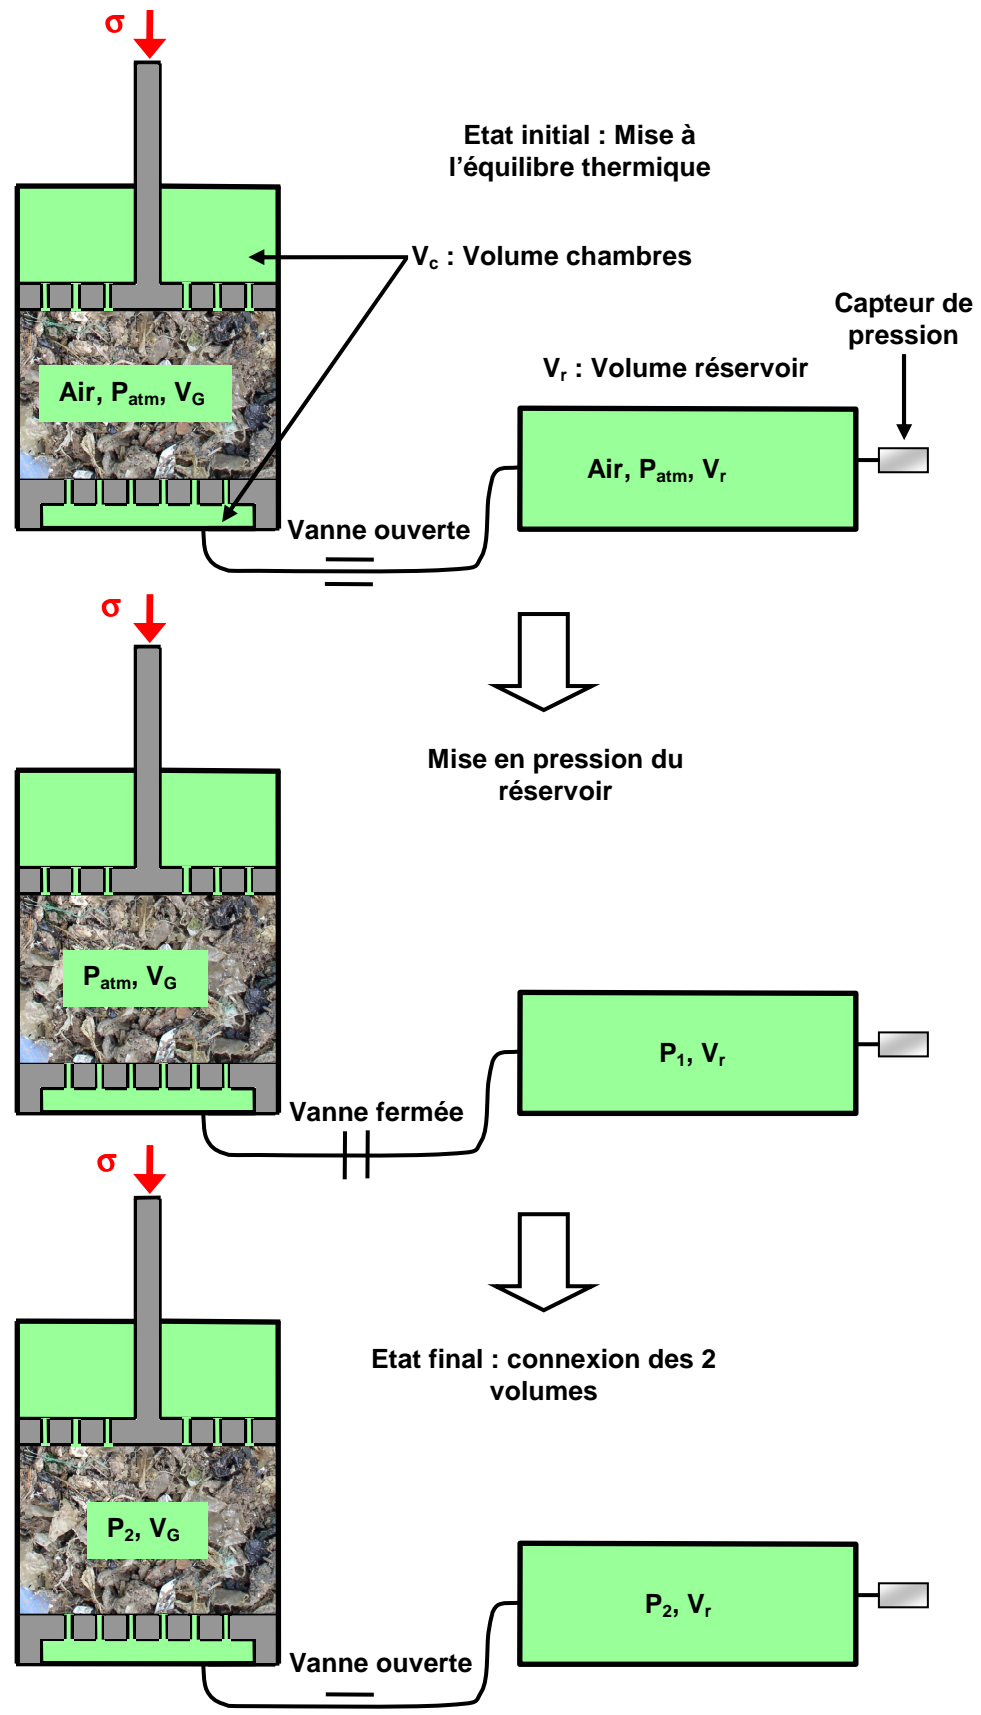 σ
Etat initial : Mise à
l'équilibre thermique
Vc : Volume chambres
Capteur de
pression
Vr : Volume réservoir
Air, Patm, VG
Air, Patm, Vr
Vanne ouverte
σ
Mise en pression du
réservoir
Patm, VG
P1, Vr
Vanne fermée
σ
Etat final : connexion des 2
volumes
P2, VG
P2, Vr
Vanne ouverte